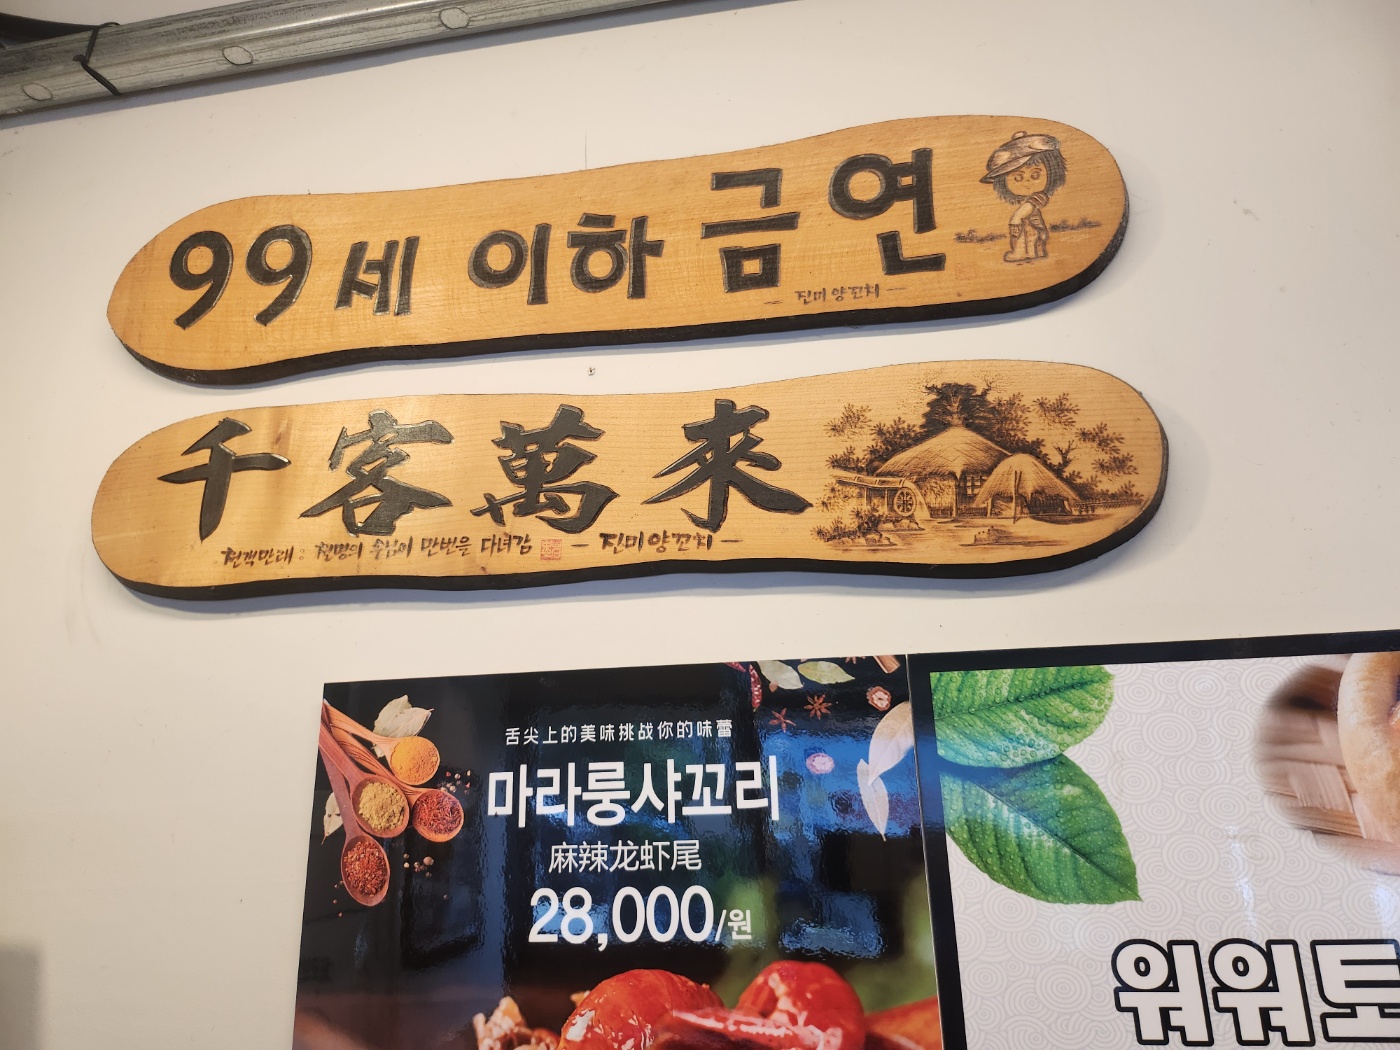 99세 이하 금연
진미양꼬치
千客萬來
천객만래 : 천명의 손님이 만번을 다녀감 - 진미양꼬치 -
舌尖上的美味挑战你的味蕾
마라룽샤꼬리
麻辣龙虾尾
28,000/원
워워토